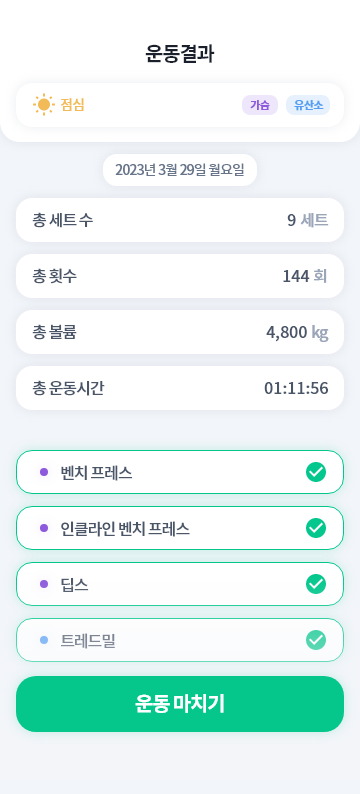 운동결과
점심 가슴 유산소
2023년 3월 29일 월요일
총 세트 수 9 세트
총 횟수 144 회
총 볼륨 4,800 kg
총 운동시간 01:11:56
벤치 프레스
인클라인 벤치 프레스
딥스
트레드밀
운동 마치기